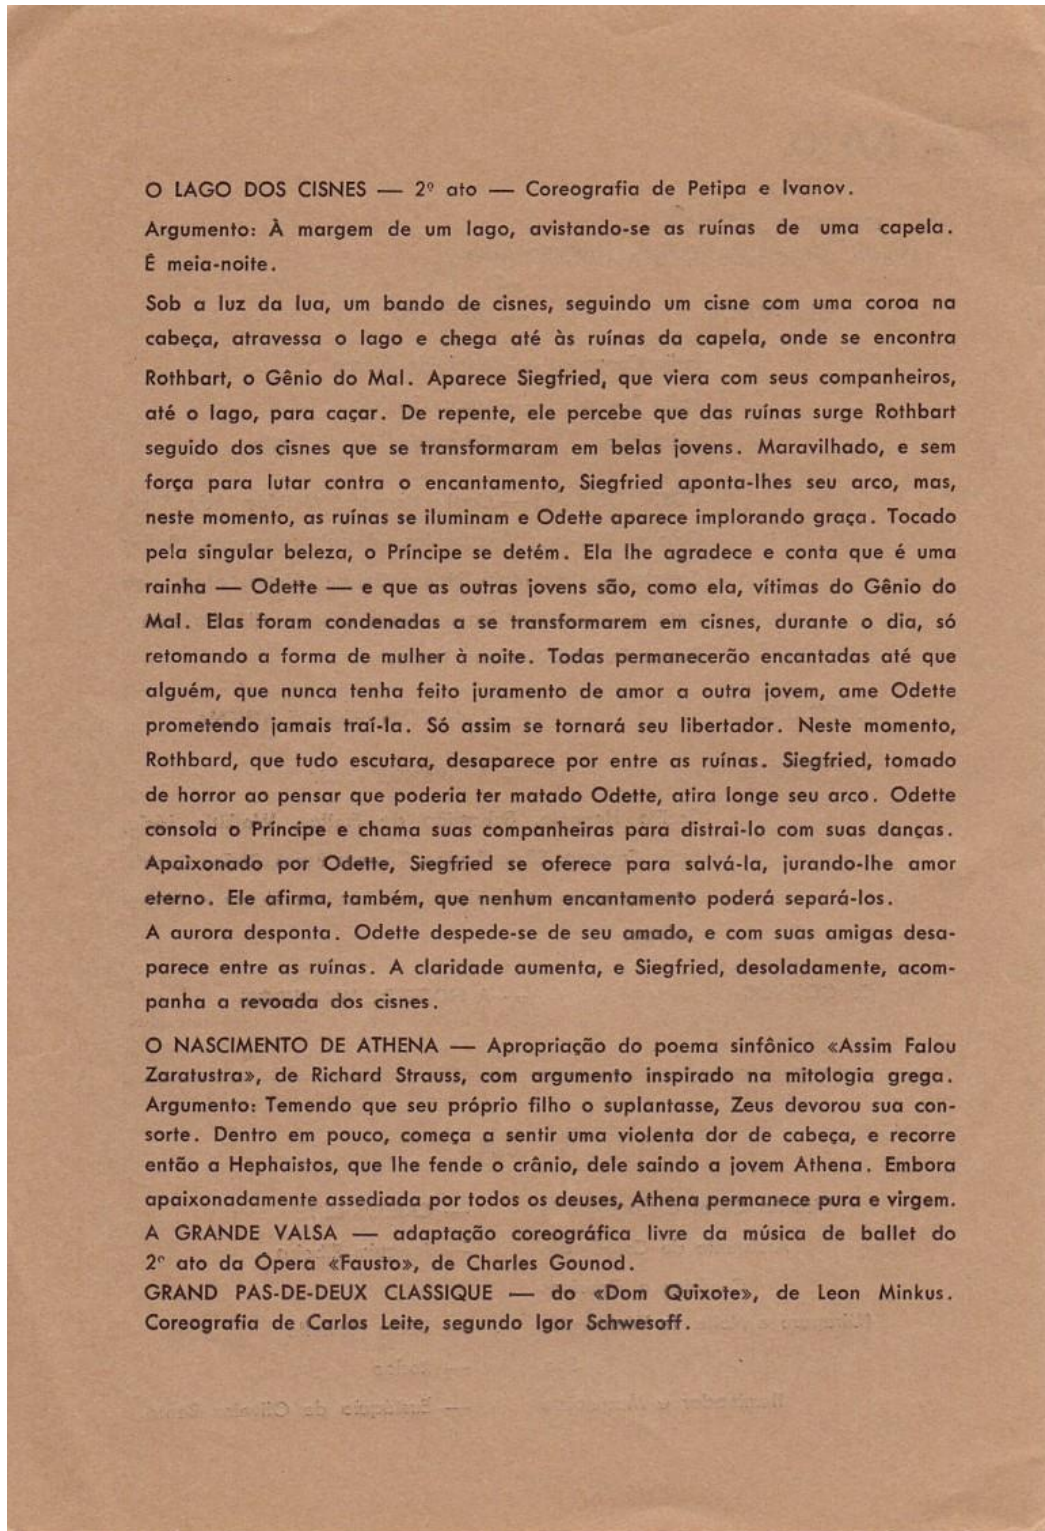 O LAGO DOS CISNES — 2º ato — Coreografia de Petipa e Ivanov.
Argumento: À margem de um lago, avistando-se as ruínas de uma capela.
É meia-noite.
Sob a luz da lua, um bando de cisnes, seguindo um cisne com uma coroa na
cabeça, atravessa o lago e chega até às ruínas da capela, onde se encontra
Rothbart, o Gênio do Mal. Aparece Siegfried, que viera com seus companheiros,
até o lago, para caçar. De repente, ele percebe que das ruínas surge Rothbart
seguido dos cisnes que se transformaram em belas jovens. Maravilhado, e sem
força para lutar contra o encantamento, Siegfried aponta-lhes seu arco, mas,
neste momento, as ruínas se iluminam e Odette aparece implorando graça. Tocado
pela singular beleza, o Príncipe se detém. Ela lhe agradece e conta que é uma
rainha — Odette — e que as outras jovens são, como ela, vítimas do Gênio do
Mal. Elas foram condenadas a se transformarem em cisnes, durante o dia, só
retomando a forma de mulher à noite. Todas permanecerão encantadas até que
alguém, que nunca tenha feito juramento de amor a outra jovem, ame Odette
prometendo jamais traí-la. Só assim se tornará seu libertador. Neste momento,
Rothbard, que tudo escutara, desaparece por entre as ruínas. Siegfried, tomado
de horror ao pensar que poderia ter matado Odette, atira longe seu arco. Odette
consola o Príncipe e chama suas companheiras para distrai-lo com suas danças.
Apaixonado por Odette, Siegfried se oferece para salvá-la, jurando-lhe amor
eterno. Ele afirma, também, que nenhum encantamento poderá separá-los.
A aurora desponta. Odette despede-se de seu amado, e com suas amigas desa-
parece entre as ruínas. A claridade aumenta, e Siegfried, desoladamente, acom-
panha a revoada dos cisnes.
O NASCIMENTO DE ATHENA — Apropriação do poema sinfônico «Assim Falou
Zaratustra», de Richard Strauss, com argumento inspirado na mitologia grega.
Argumento: Temendo que seu próprio filho o suplantasse, Zeus devorou sua con-
sorte. Dentro em pouco, começa a sentir uma violenta dor de cabeça, e recorre
então a Hephaistos, que lhe fende o crânio, dele saindo a jovem Athena. Embora
apaixonadamente assediada por todos os deuses, Athena permanece pura e virgem.
A GRANDE VALSA — adaptação coreográfica livre da música de ballet do
2º ato da Ópera «Fausto», de Charles Gounod.
GRAND PAS-DE-DEUX CLASSIQUE — do «Dom Quixote», de Leon Minkus.
Coreografia de Carlos Leite, segundo Igor Schwesoff.